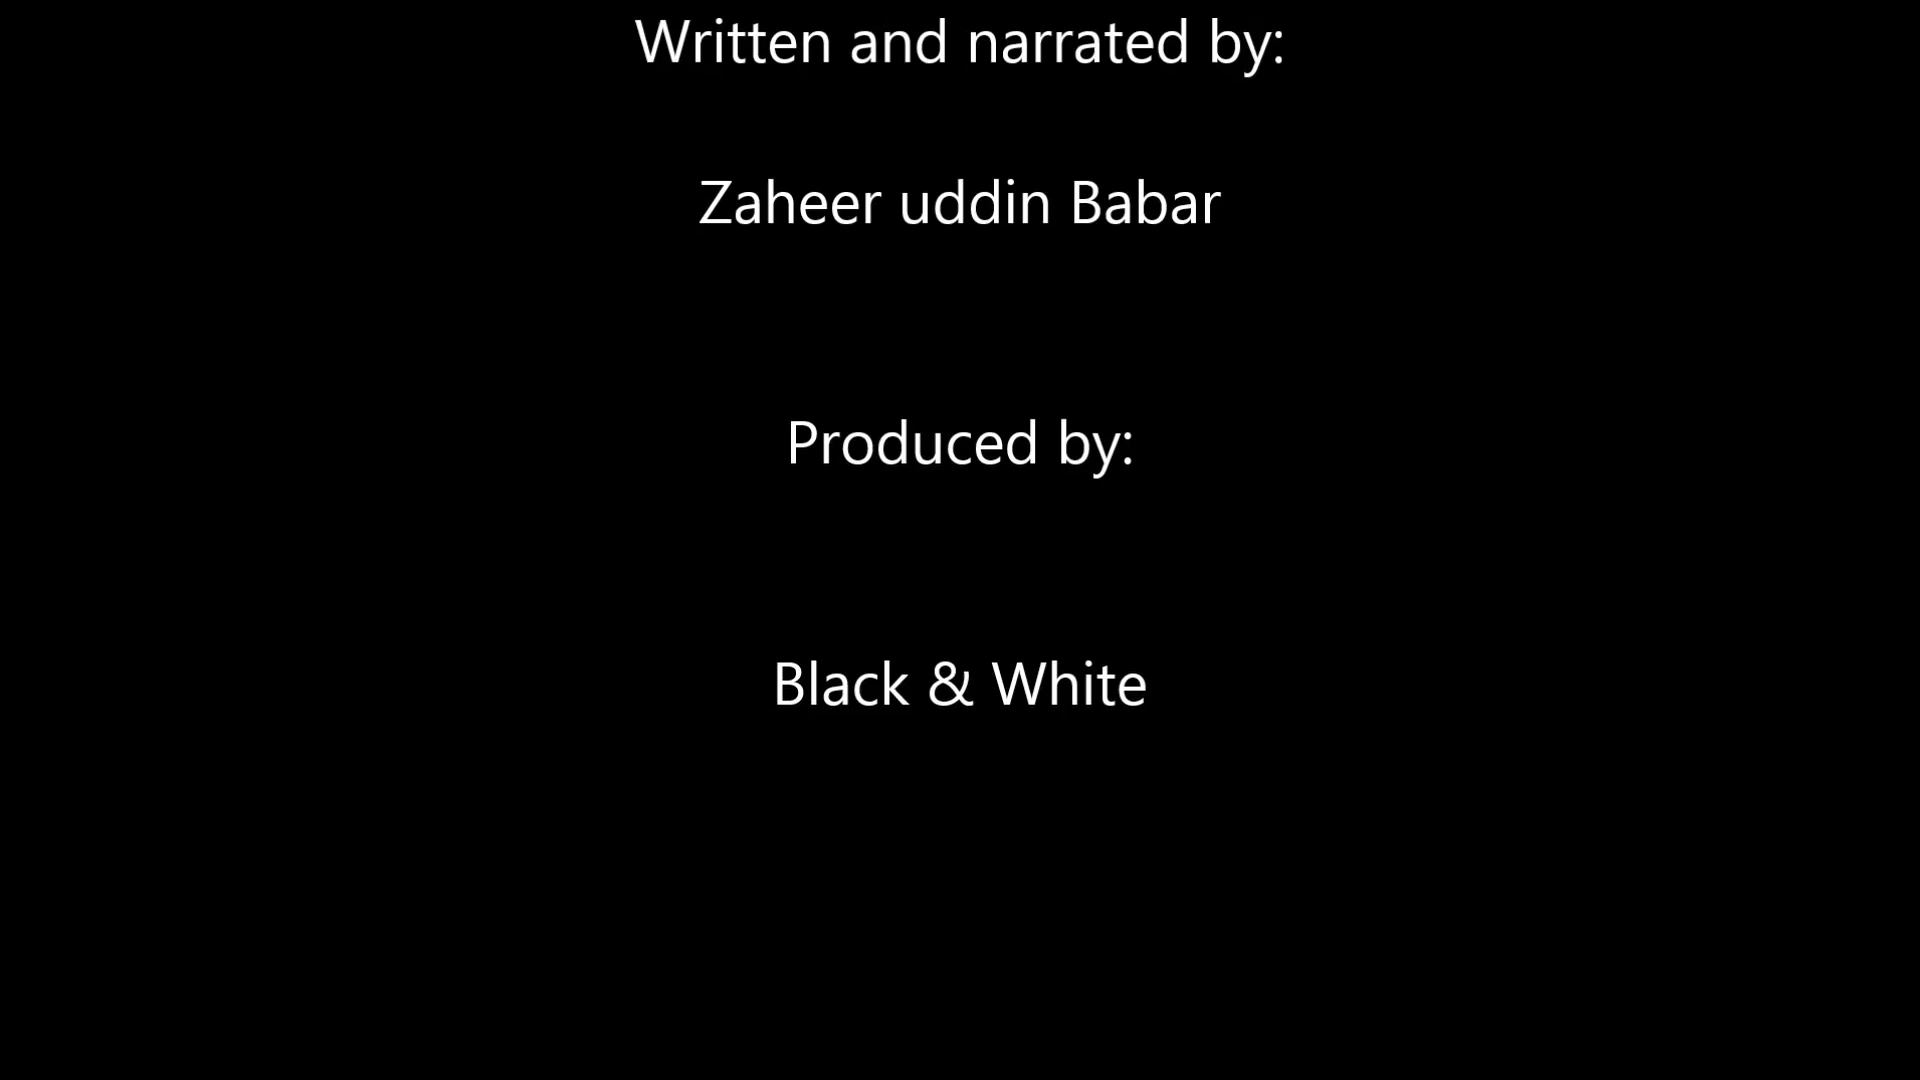 Written and narrated by:
Zaheer uddin Babar
Produced by:
Black & White